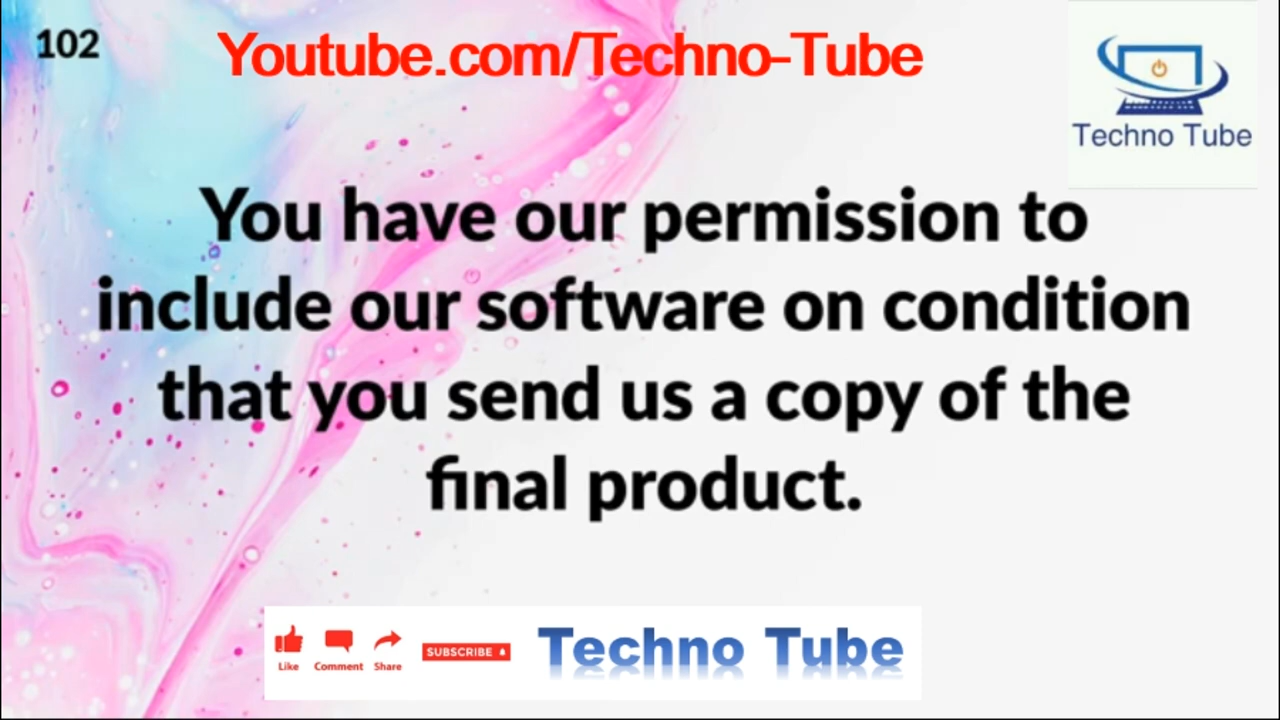 102
Youtube.com/Techno-Tube
Techno Tube
You have our permission to
include our software on condition
that you send us a copy of the
final product.
Like Comment Share
SUBSCRIBE
Techno Tube